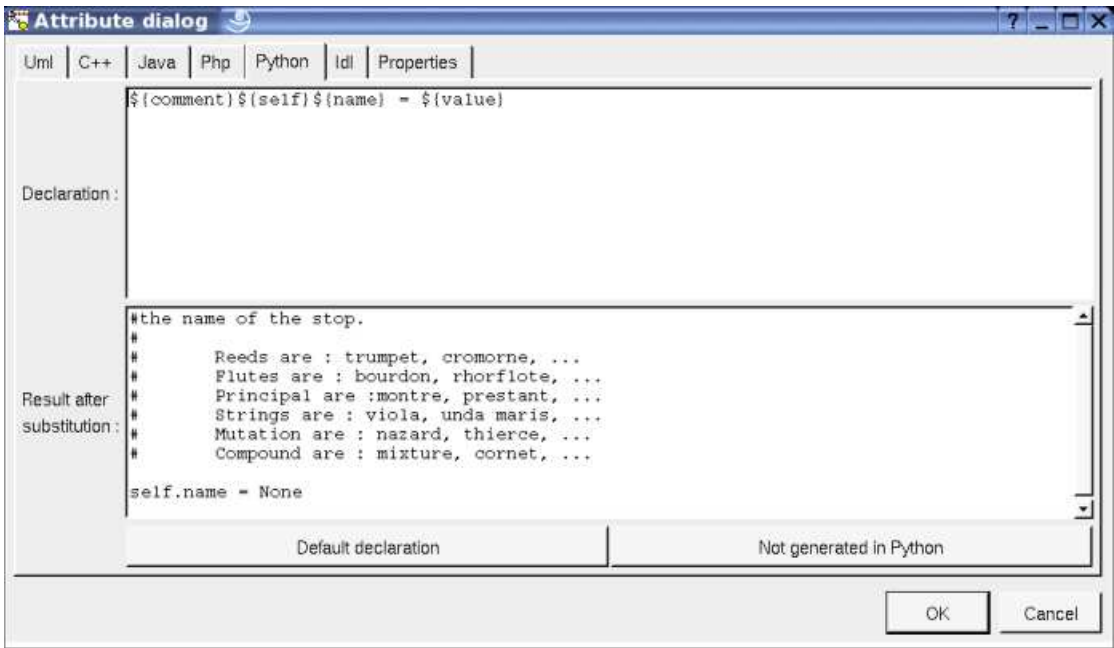 Attribute dialog
Uml C++ Java Php Python Idl Properties
Declaration :
${comment}${self}${name} = ${value}
Result after
substitution :
#the name of the stop.
#
#        Reeds are : trumpet, cromorne, ...
#        Flutes are : bourdon, rhorflote, ...
#        Principal are :montre, prestant, ...
#        Strings are : viola, unda maris, ...
#        Mutation are : nazard, thierce, ...
#        Compound are : mixture, cornet, ...
self.name = None
Default declaration Not generated in Python
OK Cancel